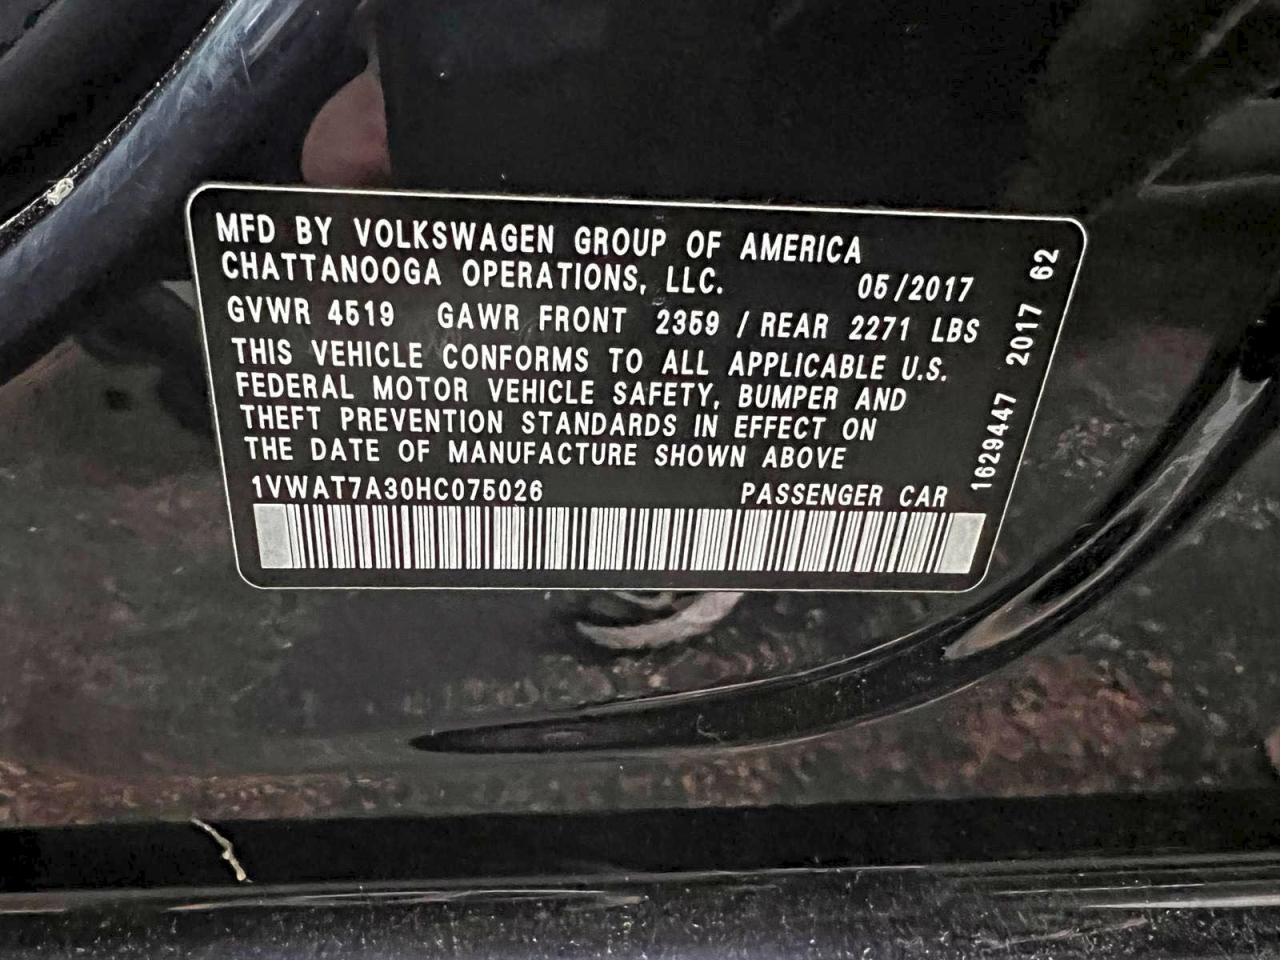 MFD BY VOLKSWAGEN GROUP OF AMERICA
CHATTANOOGA OPERATIONS, LLC. 05/2017
GVWR 4519 GAWR FRONT 2359 / REAR 2271 LBS
THIS VEHICLE CONFORMS TO ALL APPLICABLE U.S.
FEDERAL MOTOR VEHICLE SAFETY, BUMPER AND
THEFT PREVENTION STANDARDS IN EFFECT ON
THE DATE OF MANUFACTURE SHOWN ABOVE
1VWAT7A30HC075026 PASSENGER CAR
1629447 2017 62